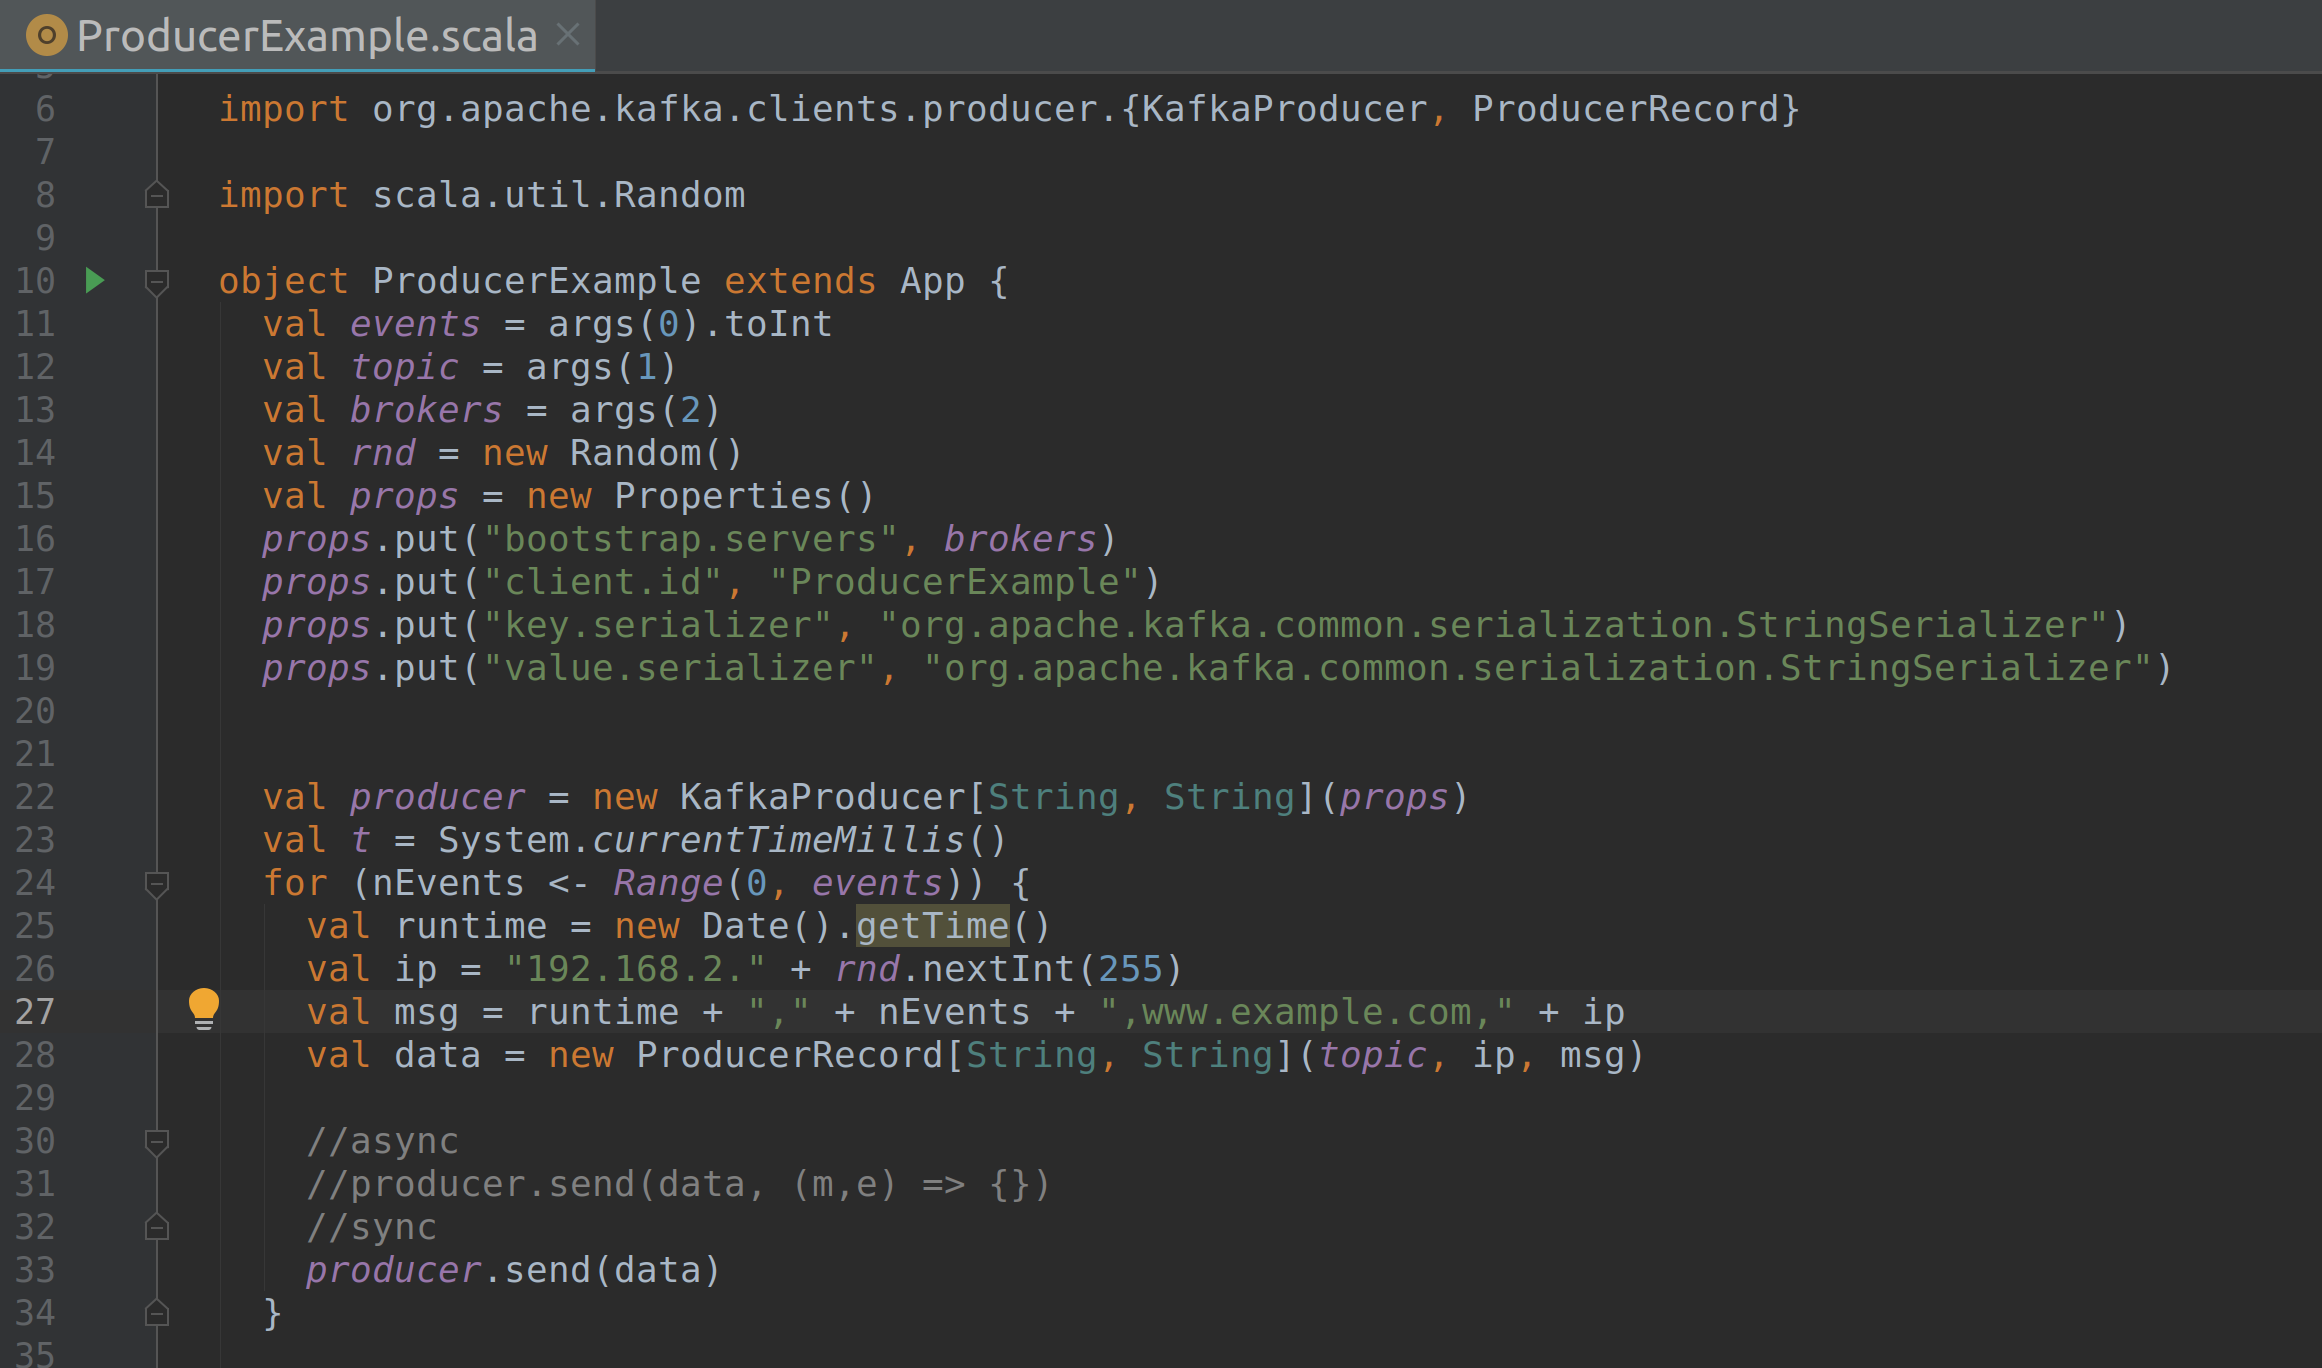 ProducerExample.scala
6 import org.apache.kafka.clients.producer.{KafkaProducer, ProducerRecord}
7
8 import scala.util.Random
9
10 object ProducerExample extends App {
11 val events = args(0).toInt
12 val topic = args(1)
13 val brokers = args(2)
14 val rnd = new Random()
15 val props = new Properties()
16 props.put("bootstrap.servers", brokers)
17 props.put("client.id", "ProducerExample")
18 props.put("key.serializer", "org.apache.kafka.common.serialization.StringSerializer")
19 props.put("value.serializer", "org.apache.kafka.common.serialization.StringSerializer")
20
21
22 val producer = new KafkaProducer[String, String](props)
23 val t = System.currentTimeMillis()
24 for (nEvents <- Range(0, events)) {
25 val runtime = new Date().getTime()
26 val ip = "192.168.2." + rnd.nextInt(255)
27 val msg = runtime + "," + nEvents + ",www.example.com," + ip
28 val data = new ProducerRecord[String, String](topic, ip, msg)
29
30 //async
31 //producer.send(data, (m,e) => {})
32 //sync
33 producer.send(data)
34 }
35